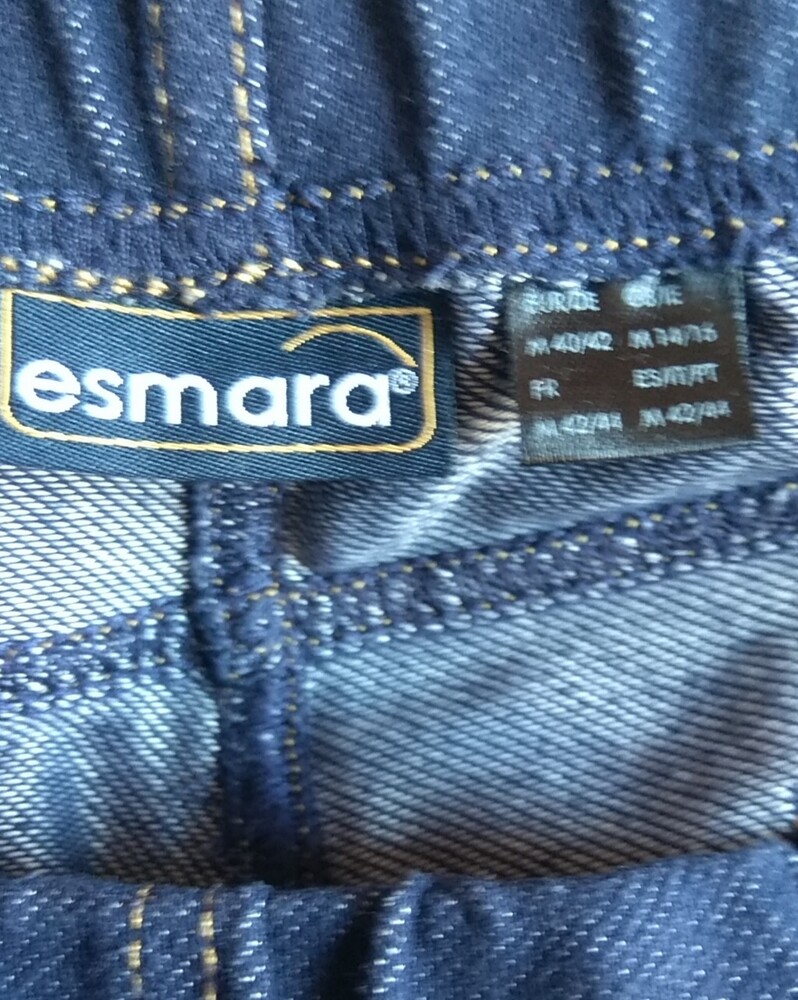 esmara®
EUR/DE GB/IE
M 40/42 M 14/16
FR ES/IT/PT
M 42/44 M 42/44